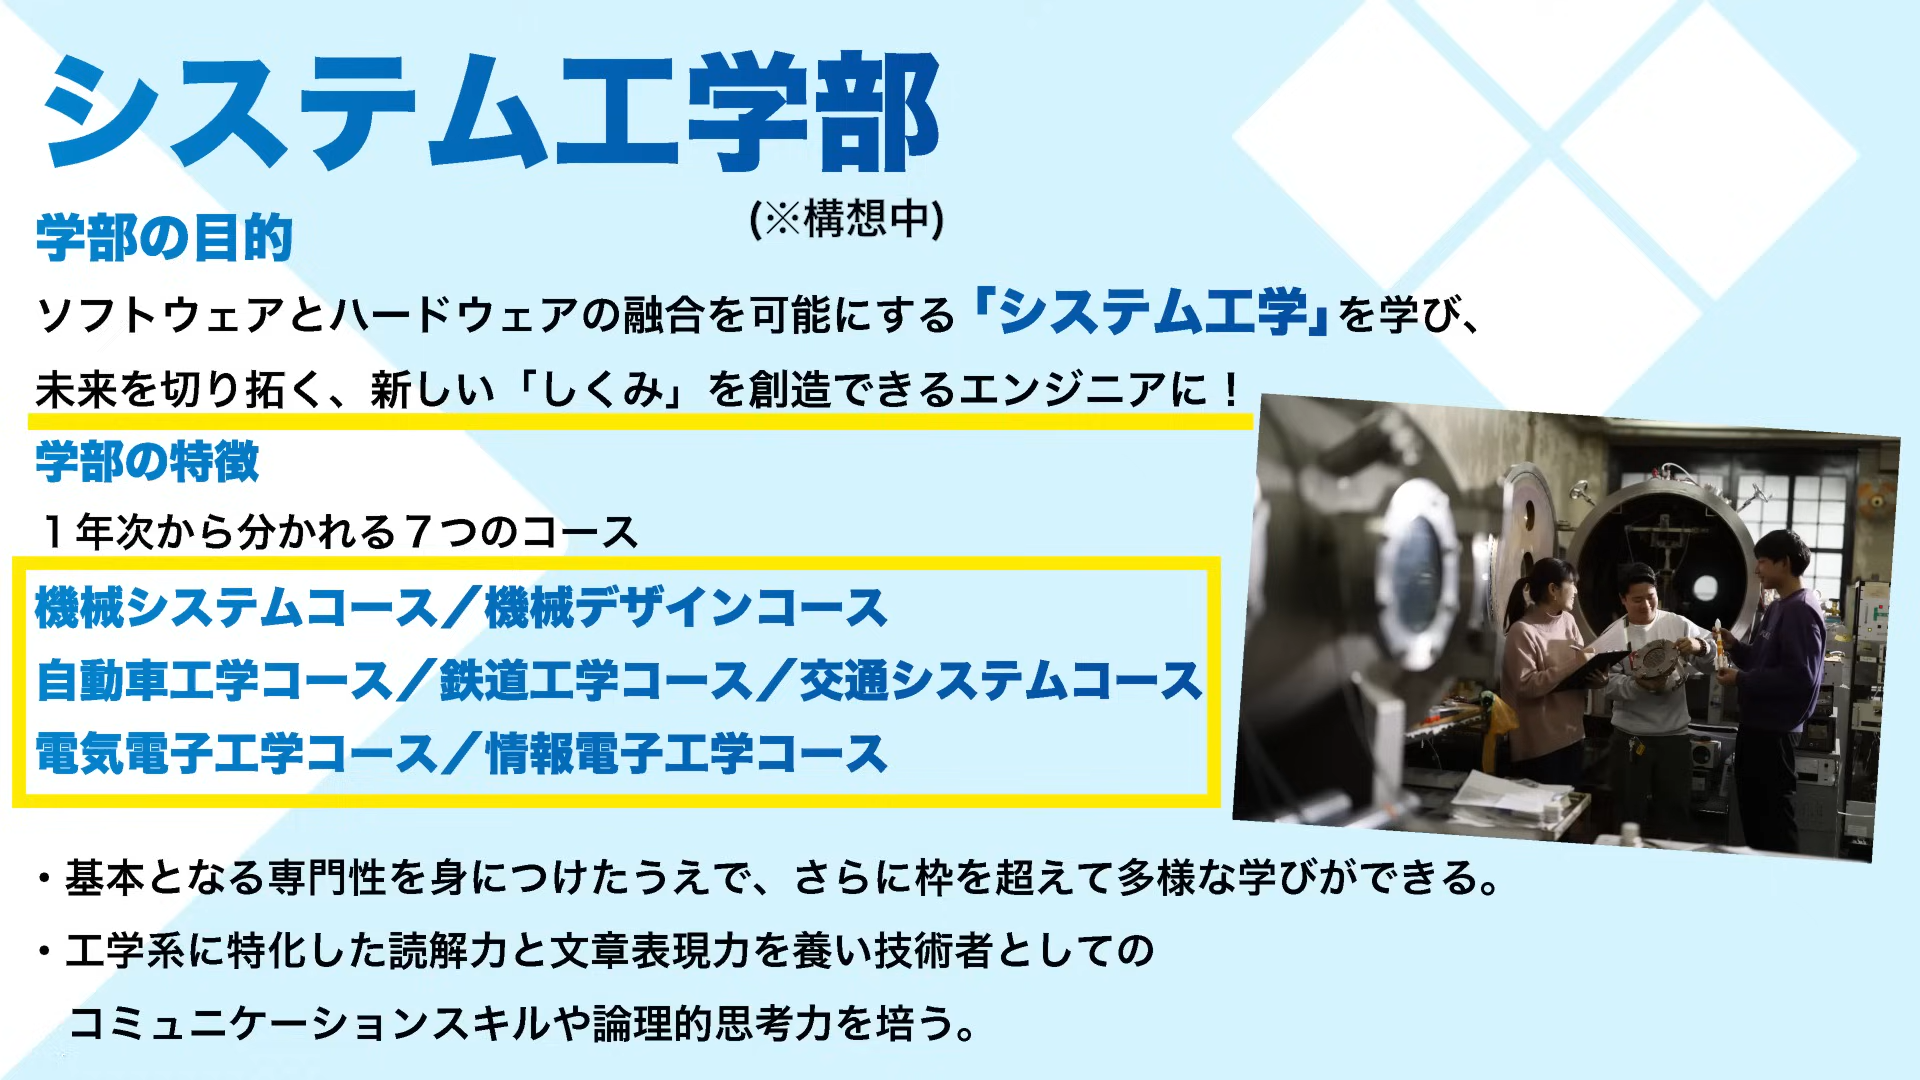 システム工学部
(※構想中)
学部の目的
ソフトウェアとハードウェアの融合を可能にする「システム工学」を学び、
未来を切り拓く、新しい「しくみ」を創造できるエンジニアに！
学部の特徴
１年次から分かれる７つのコース
機械システムコース／機械デザインコース
自動車工学コース／鉄道工学コース／交通システムコース
電気電子工学コース／情報電子工学コース
・基本となる専門性を身につけたうえで、さらに枠を超えて多様な学びができる。
・工学系に特化した読解力と文章表現力を養い技術者としての
コミュニケーションスキルや論理的思考力を培う。